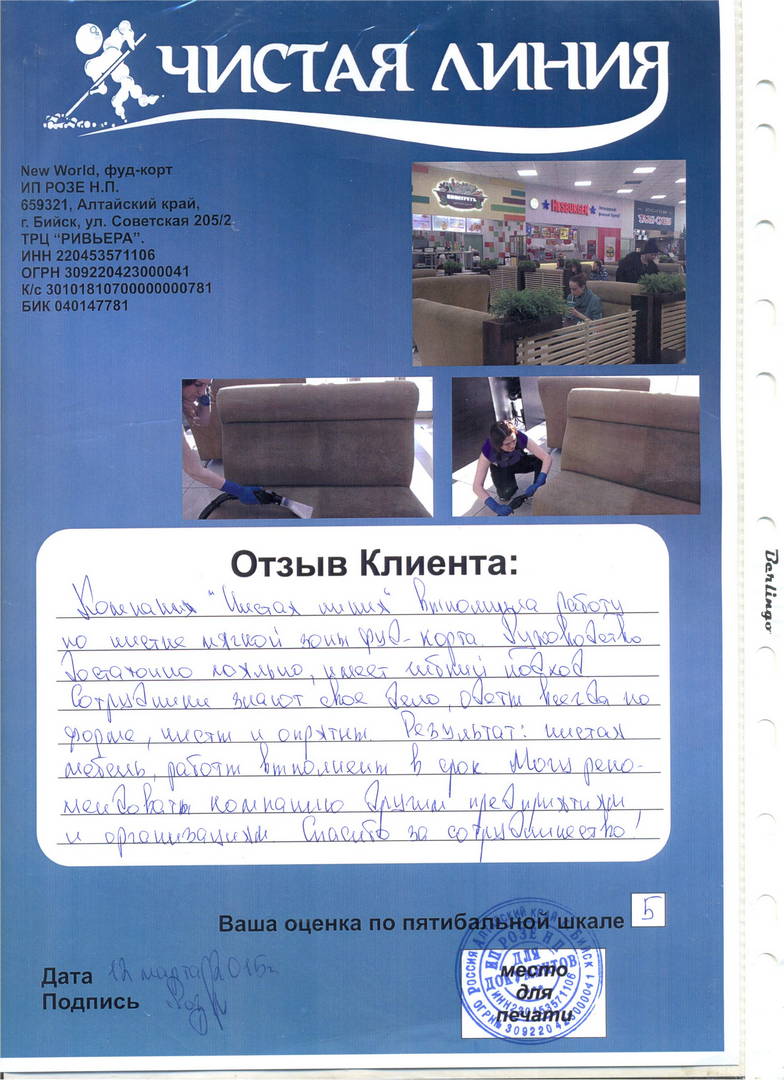 ЧИСТАЯ ЛИНИЯ
New World, фуд-корт
ИП РОЗЕ Н.П.
659321, Алтайский край,
г. Бийск, ул. Советская 205/2
ТРЦ “РИВЬЕРА”.
ИНН 220453571106
ОГРН 309220423000041
К/с 30101810700000000781
БИК 040147781
HESBURGER
Отзыв Клиента:
Компания "Чистая линия" выполнила работу
по чистке мягкой зоны фуд-корта. Руководство
достаточно лояльно, имеет гибкий подход
Сотрудники знают свое дело, одеты всегда по
форме, чисты и опрятны. Результат: чистая
мебель, работы выполнены в срок. Могу реко-
мендовать компанию другим предприятиям
и организациям. Спасибо за сотрудничество!
Ваша оценка по пятибальной шкале 5
Дата 12 марта 2015г.
Подпись
место
для
печати
РОССИЯ АЛТАЙСКИЙ КРАЙ г. БИЙСК
ИП РОЗЕ Н.П.
ДЛЯ
ДОКУМЕНТОВ
ИНН 220453571106
ОГРН 309220423000041
Berlingo